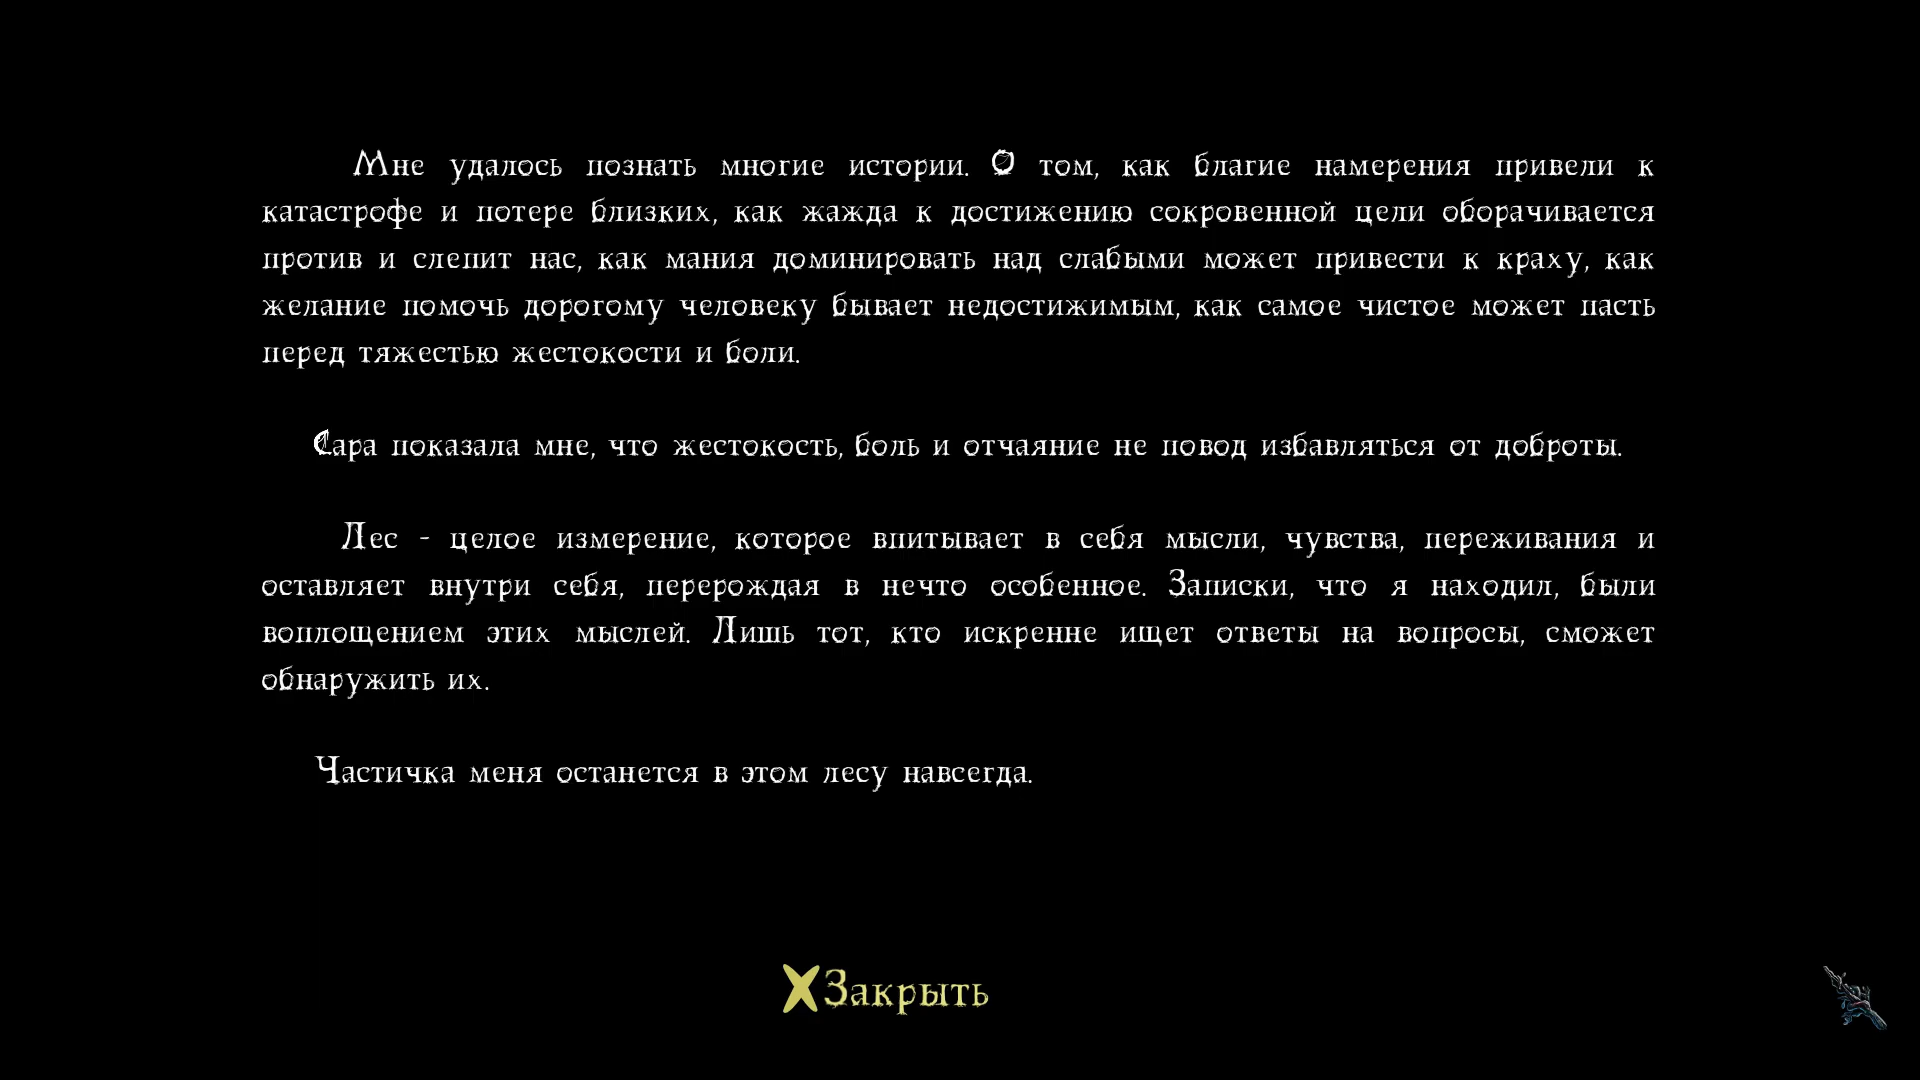 Мне удалось познать многие истории. О том, как благие намерения привели к
катастрофе и потере близких, как жажда к достижению сокровенной цели оборачивается
против и слепит нас, как мания доминировать над слабыми может привести к краху, как
желание помочь дорогому человеку бывает недостижимым, как самое чистое может пасть
перед тяжестью жестокости и боли.
Сара показала мне, что жестокость, боль и отчаяние не повод избавляться от доброты.
Лес - целое измерение, которое впитывает в себя мысли, чувства, переживания и
оставляет внутри себя, перерождая в нечто особенное. Записки, что я находил, были
воплощением этих мыслей. Лишь тот, кто искренне ищет ответы на вопросы, сможет
обнаружить их.
Частичка меня останется в этом лесу навсегда.
Закрыть